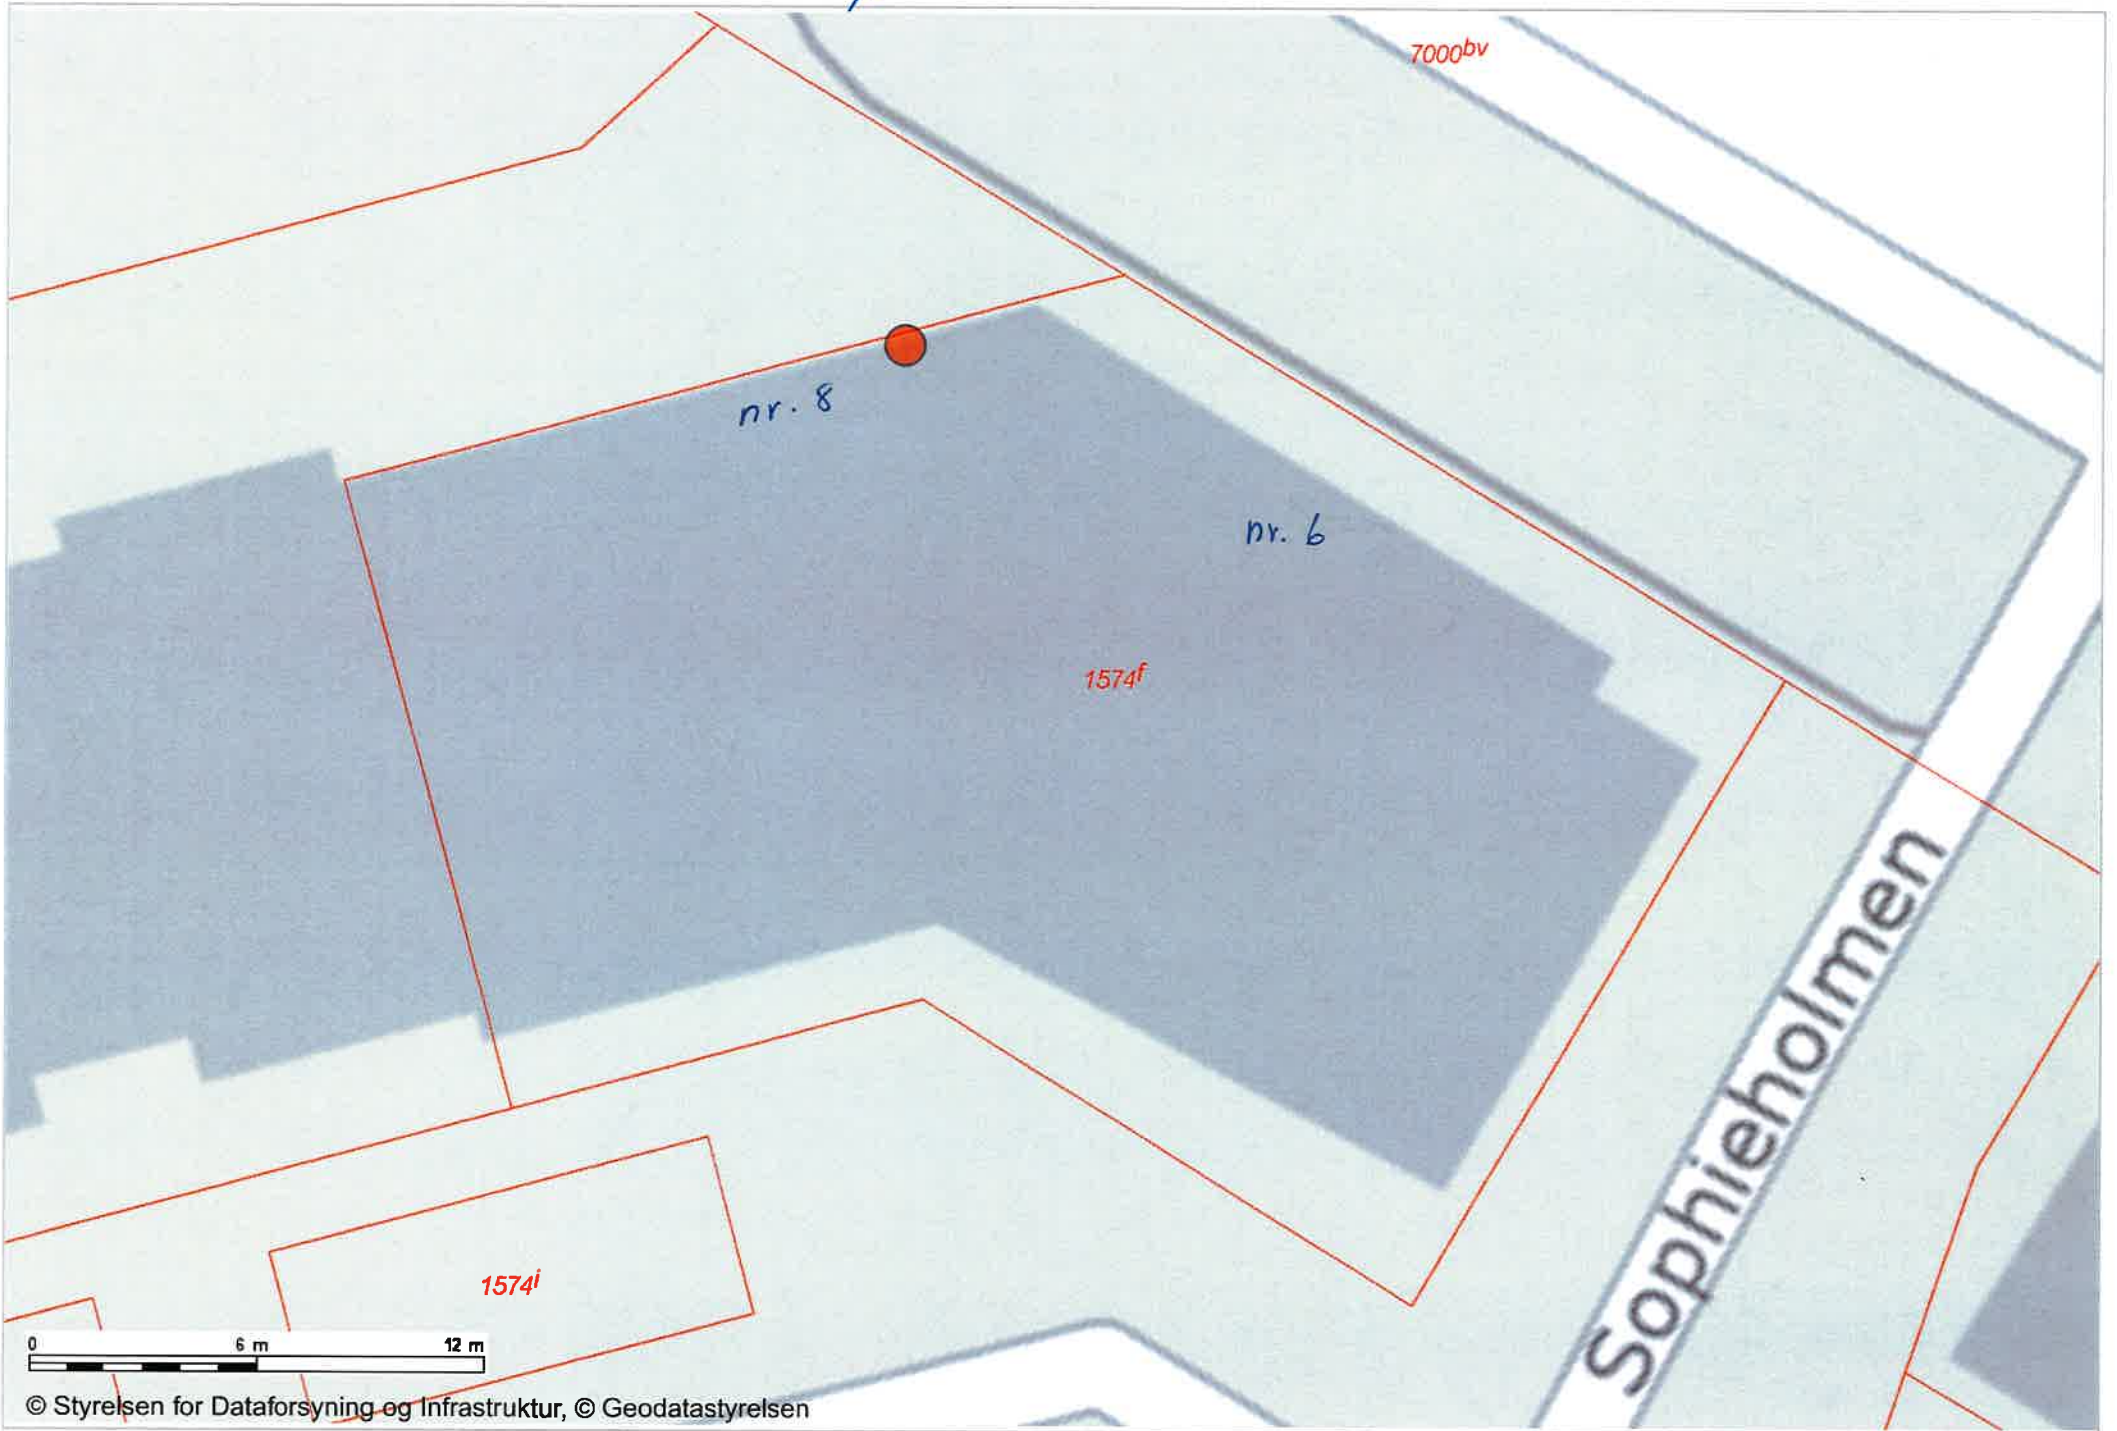 7000bv
nr. 8
nr. 6
1574f
Sophieholmen
1574i
0 6 m 12 m
© Styrelsen for Dataforsyning og Infrastruktur, © Geodatastyrelsen